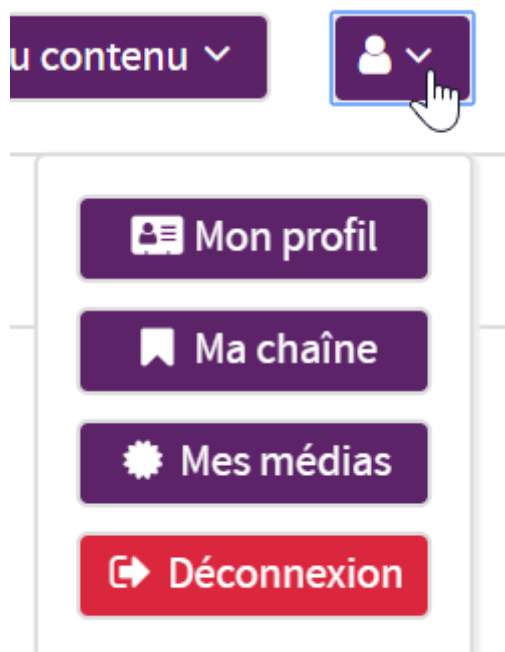 u contenu
Mon profil
Ma chaîne
Mes médias
Déconnexion